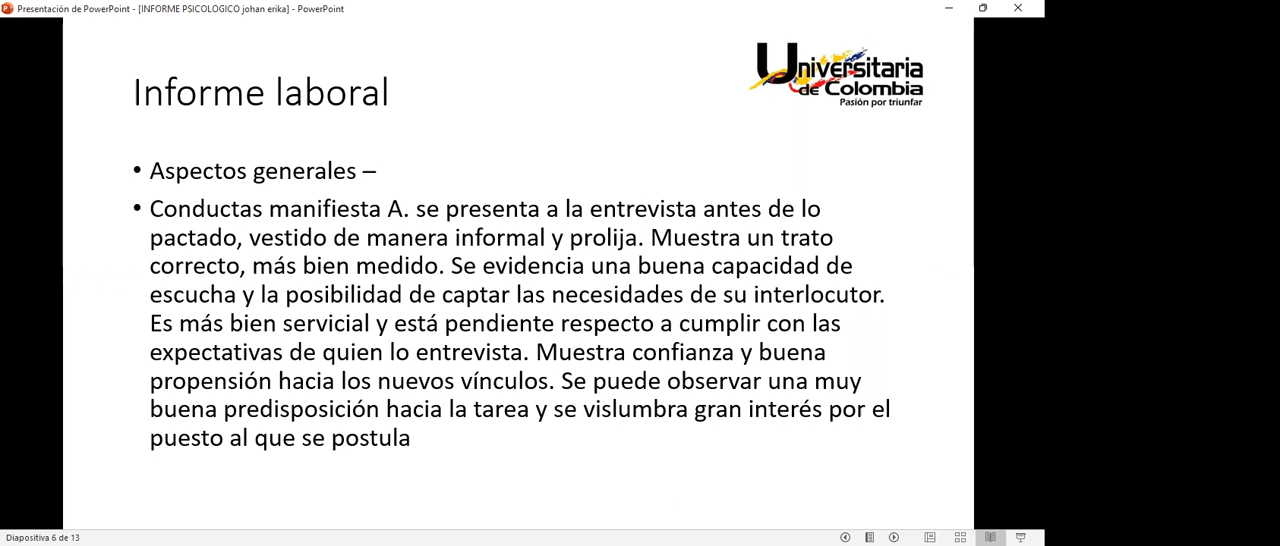 Presentación de PowerPoint - [INFORME PSICOLOGICO johan erika] - PowerPoint
Universitaria
de Colombia
Pasión por triunfar
Informe laboral
• Aspectos generales –
• Conductas manifiesta A. se presenta a la entrevista antes de lo
pactado, vestido de manera informal y prolija. Muestra un trato
correcto, más bien medido. Se evidencia una buena capacidad de
escucha y la posibilidad de captar las necesidades de su interlocutor.
Es más bien servicial y está pendiente respecto a cumplir con las
expectativas de quien lo entrevista. Muestra confianza y buena
propensión hacia los nuevos vínculos. Se puede observar una muy
buena predisposición hacia la tarea y se vislumbra gran interés por el
puesto al que se postula
Diapositiva 6 de 13